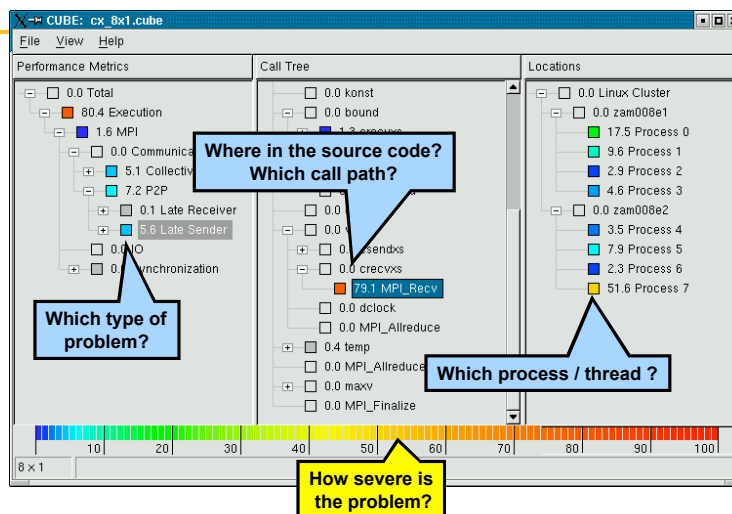 CUBE: cx_8x1.cube
File View Help
Performance Metrics
0.0 Total
80.4 Execution
1.6 MPI
0.0 Communica
5.1 Collectiv
7.2 P2P
0.1 Late Receiver
5.6 Late Sender
0.0 IO
0. ynchronization
Which type of
problem?
Call Tree
0.0 konst
0.0 bound
Where in the source code?
Which call path?
0.0
sendxs
0.0 crecvxs
79.1 MPI_Recv
0.0 dclock
0.0 MPI_Allreduce
0.4 temp
0.0 MPI_Allreduce
0.0 maxv
0.0 MPI_Finalize
Locations
0.0 Linux Cluster
0.0 zam008e1
17.5 Process 0
9.6 Process 1
2.9 Process 2
4.6 Process 3
0.0 zam008e2
3.5 Process 4
7.9 Process 5
2.3 Process 6
51.6 Process 7
Which process / thread ?
10 20 30 40 50 60 70 80 90 100
8 x 1
How severe is
the problem?